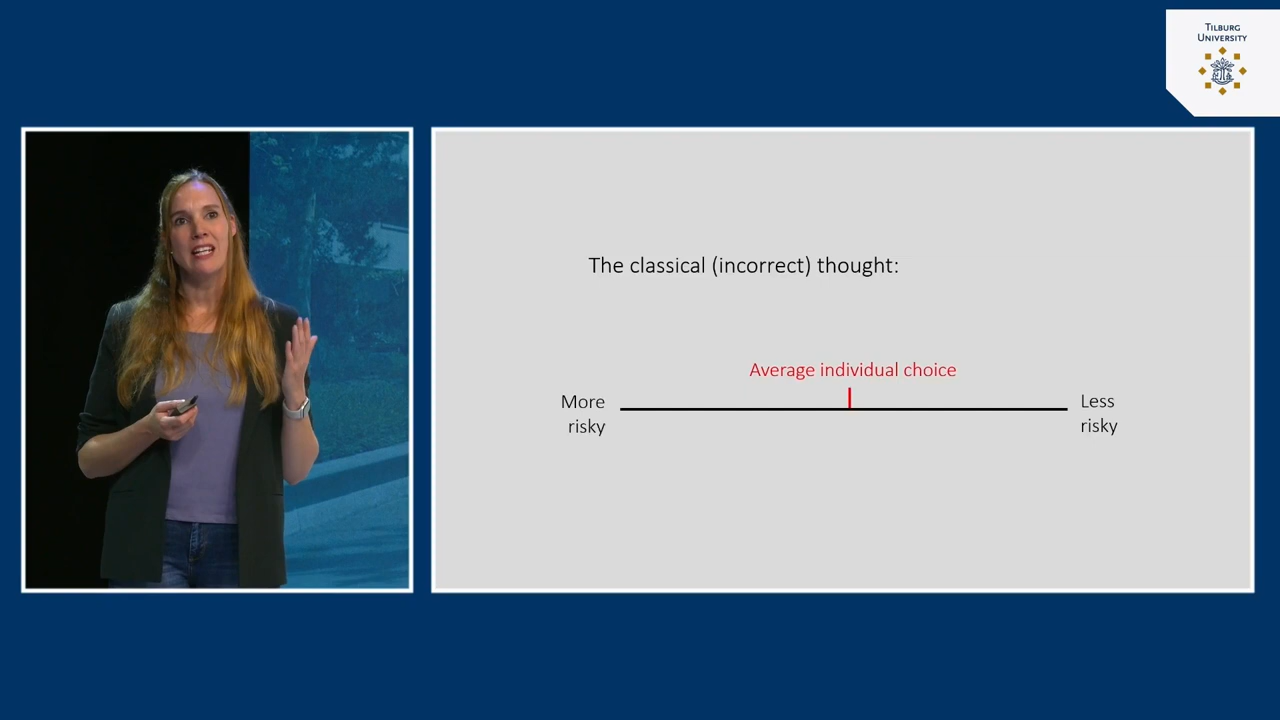 TILBURG
UNIVERSITY
The classical (incorrect) thought:
Average individual choice
More
risky
Less
risky